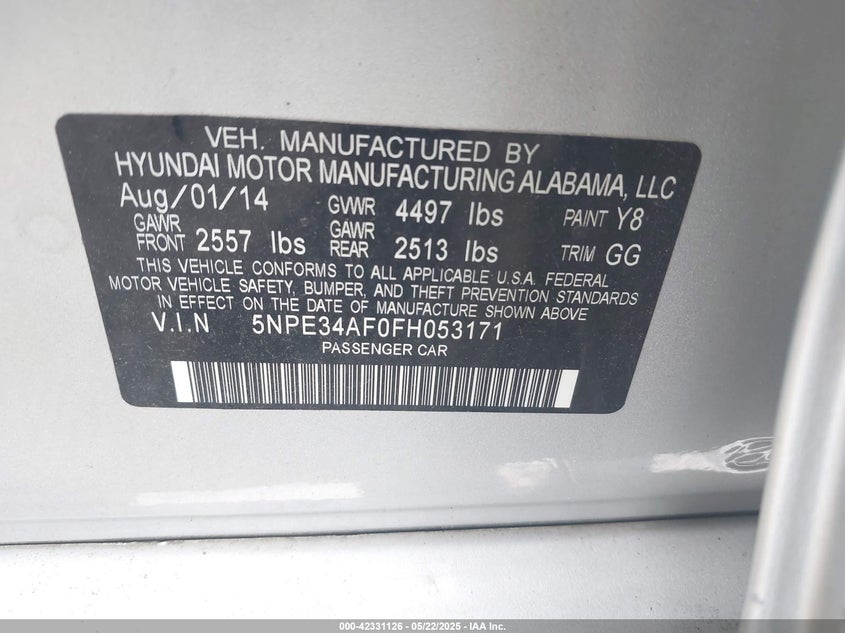 VEH. MANUFACTURED BY
HYUNDAI MOTOR MANUFACTURING ALABAMA, LLC
Aug/01/14 GVWR 4497 lbs PAINT Y8
GAWR FRONT 2557 lbs GAWR REAR 2513 lbs TRIM GG
THIS VEHICLE CONFORMS TO ALL APPLICABLE U.S.A. FEDERAL
MOTOR VEHICLE SAFETY, BUMPER, AND THEFT PREVENTION STANDARDS
IN EFFECT ON THE DATE OF MANUFACTURE SHOWN ABOVE
V.I.N 5NPE34AF0FH053171
PASSENGER CAR
000-42331126 - 05/22/2025 - IAA Inc.